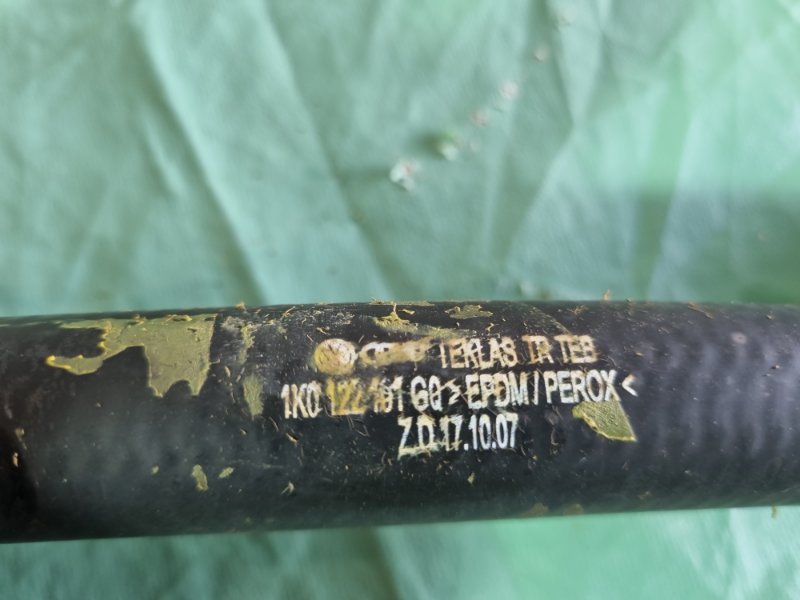 TEKLAS TR TEB
1K0 122 101 GQ >EPDM/PEROX<
Z.D.17.10.07